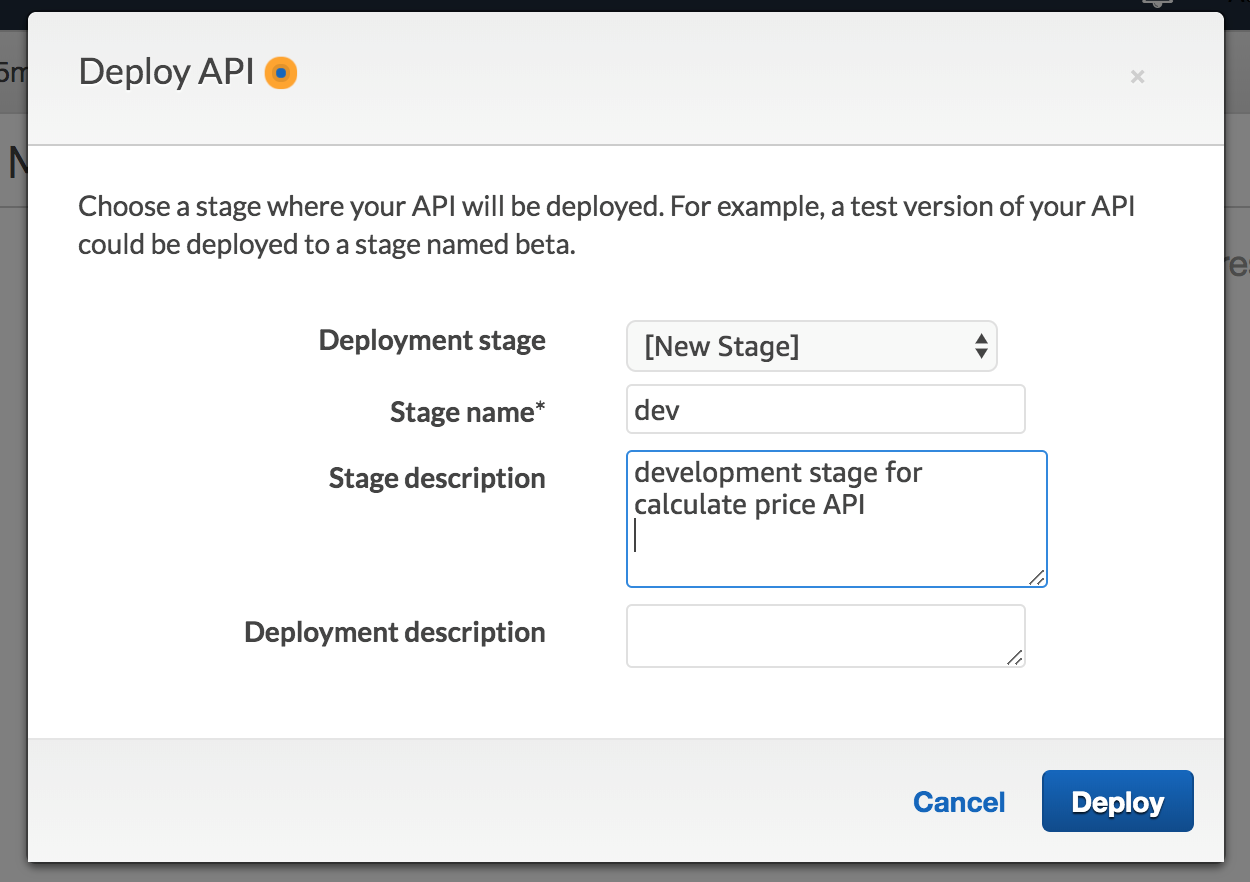 5m
Deploy API
×
N
Choose a stage where your API will be deployed. For example, a test version of your API
could be deployed to a stage named beta.
res
Deployment stage [New Stage]
Stage name* dev
Stage description development stage for
calculate price API
Deployment description
Cancel Deploy